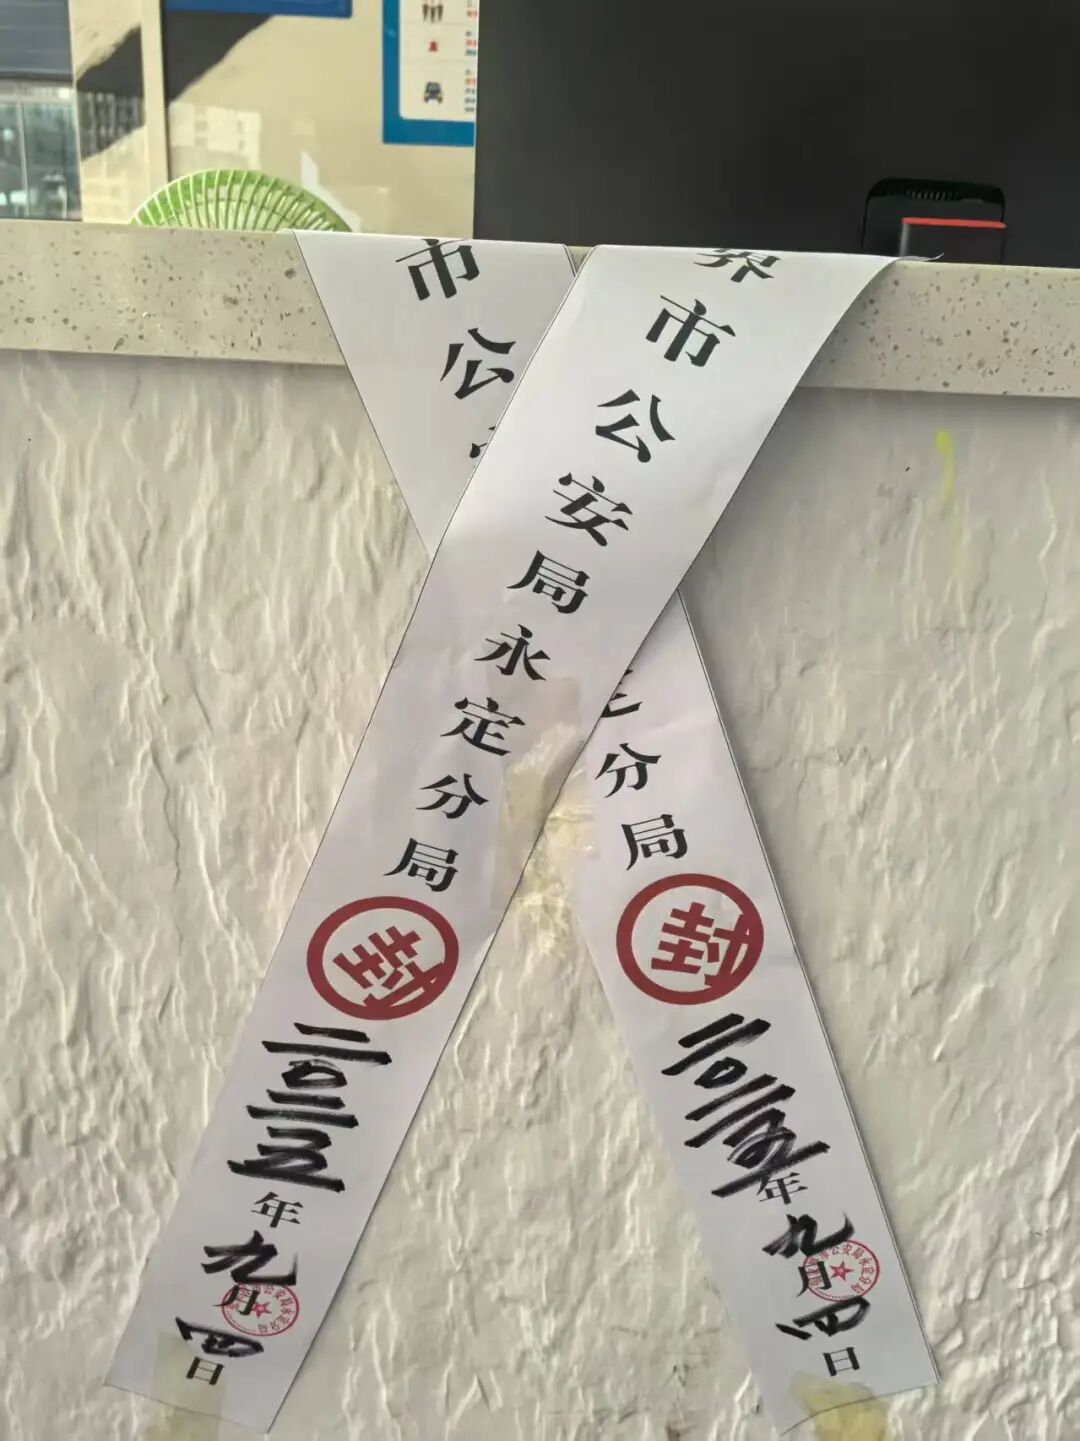 界市公安局永定分局
封
二〇二五年九月四日
市公
分局
封
二〇二五年九月四日